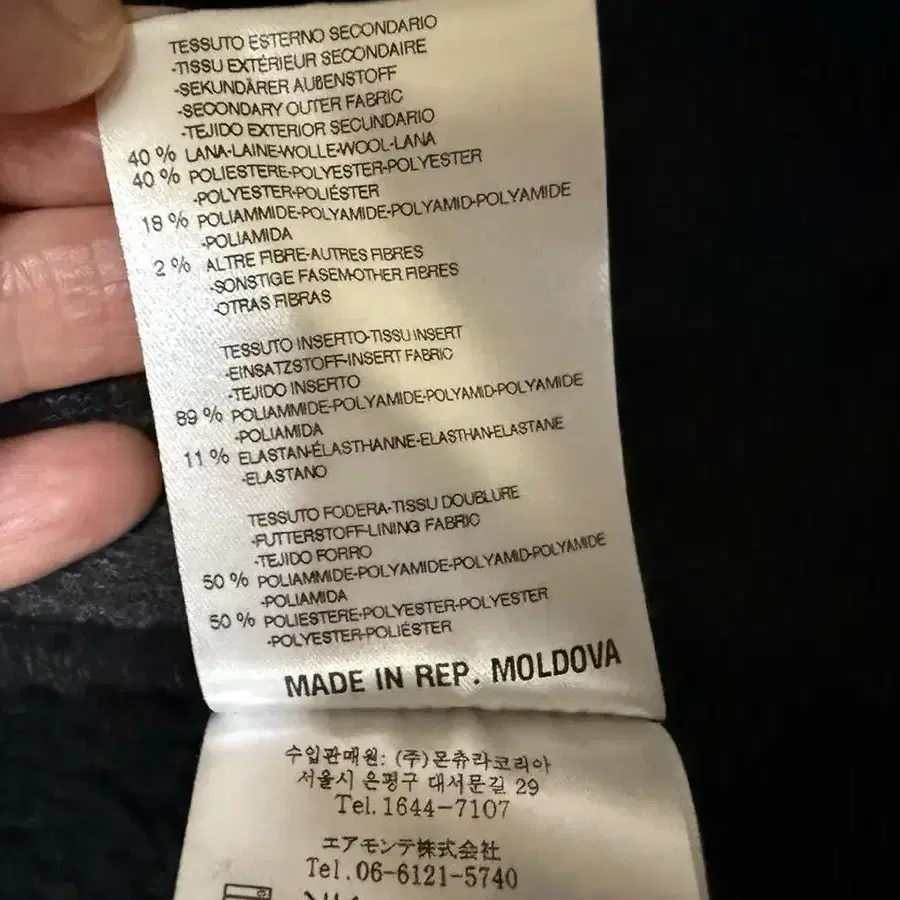 TESSUTO ESTERNO SECONDARIO
-TISSU EXTÉRIEUR SECONDAIRE
-SEKUNDÄRER AUßENSTOFF
-SECONDARY OUTER FABRIC
-TEJIDO EXTERIOR SECUNDARIO
40 % LANA-LAINE-WOLLE-WOOL-LANA
40 % POLIESTERE-POLYESTER-POLYESTER
-POLYESTER-POLIÉSTER
18 % POLIAMMIDE-POLYAMIDE-POLYAMID-POLYAMIDE
-POLIAMIDA
2 % ALTRE FIBRE-AUTRES FIBRES
-SONSTIGE FASERN-OTHER FIBRES
-OTRAS FIBRAS
TESSUTO INSERTO-TISSU INSERT
-EINSATZSTOFF-INSERT FABRIC
-TEJIDO INSERTO
89 % POLIAMMIDE-POLYAMIDE-POLYAMID-POLYAMIDE
-POLIAMIDA
11 % ELASTAN-ÉLASTHANNE-ELASTHAN-ELASTANE
-ELASTANO
TESSUTO FODERA-TISSU DOUBLURE
-FUTTERSTOFF-LINING FABRIC
-TEJIDO FORRO
50 % POLIAMMIDE-POLYAMIDE-POLYAMID-POLYAMIDE
-POLIAMIDA
50 % POLIESTERE-POLYESTER-POLYESTER
-POLYESTER-POLIÉSTER
MADE IN REP. MOLDOVA
수입판매원: (주)몬츄라코리아
서울시 은평구 대서문길 29
Tel.1644-7107
エアモンテ株式会社
Tel.06-6121-5740